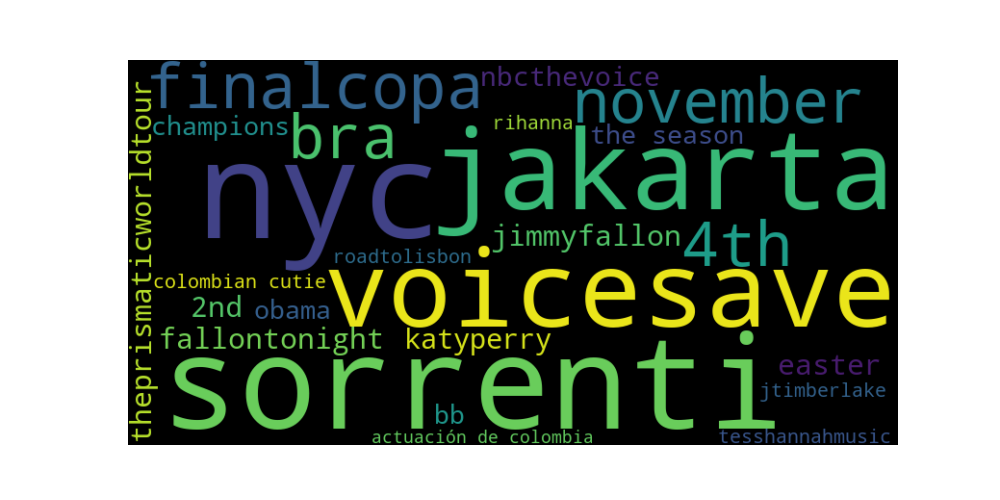 finalcopa
nbcthevoice
november
champions
bra
rihanna
the season
nyc
jakarta
jimmyfallon
4th
roadtolisbon
colombian cutie
voicesave
2nd
obama
fallontonight
katyperry
sorrenti
easter
jtimberlake
bb
actuación de colombia
tesshannahmusic
theprismaticworldtour